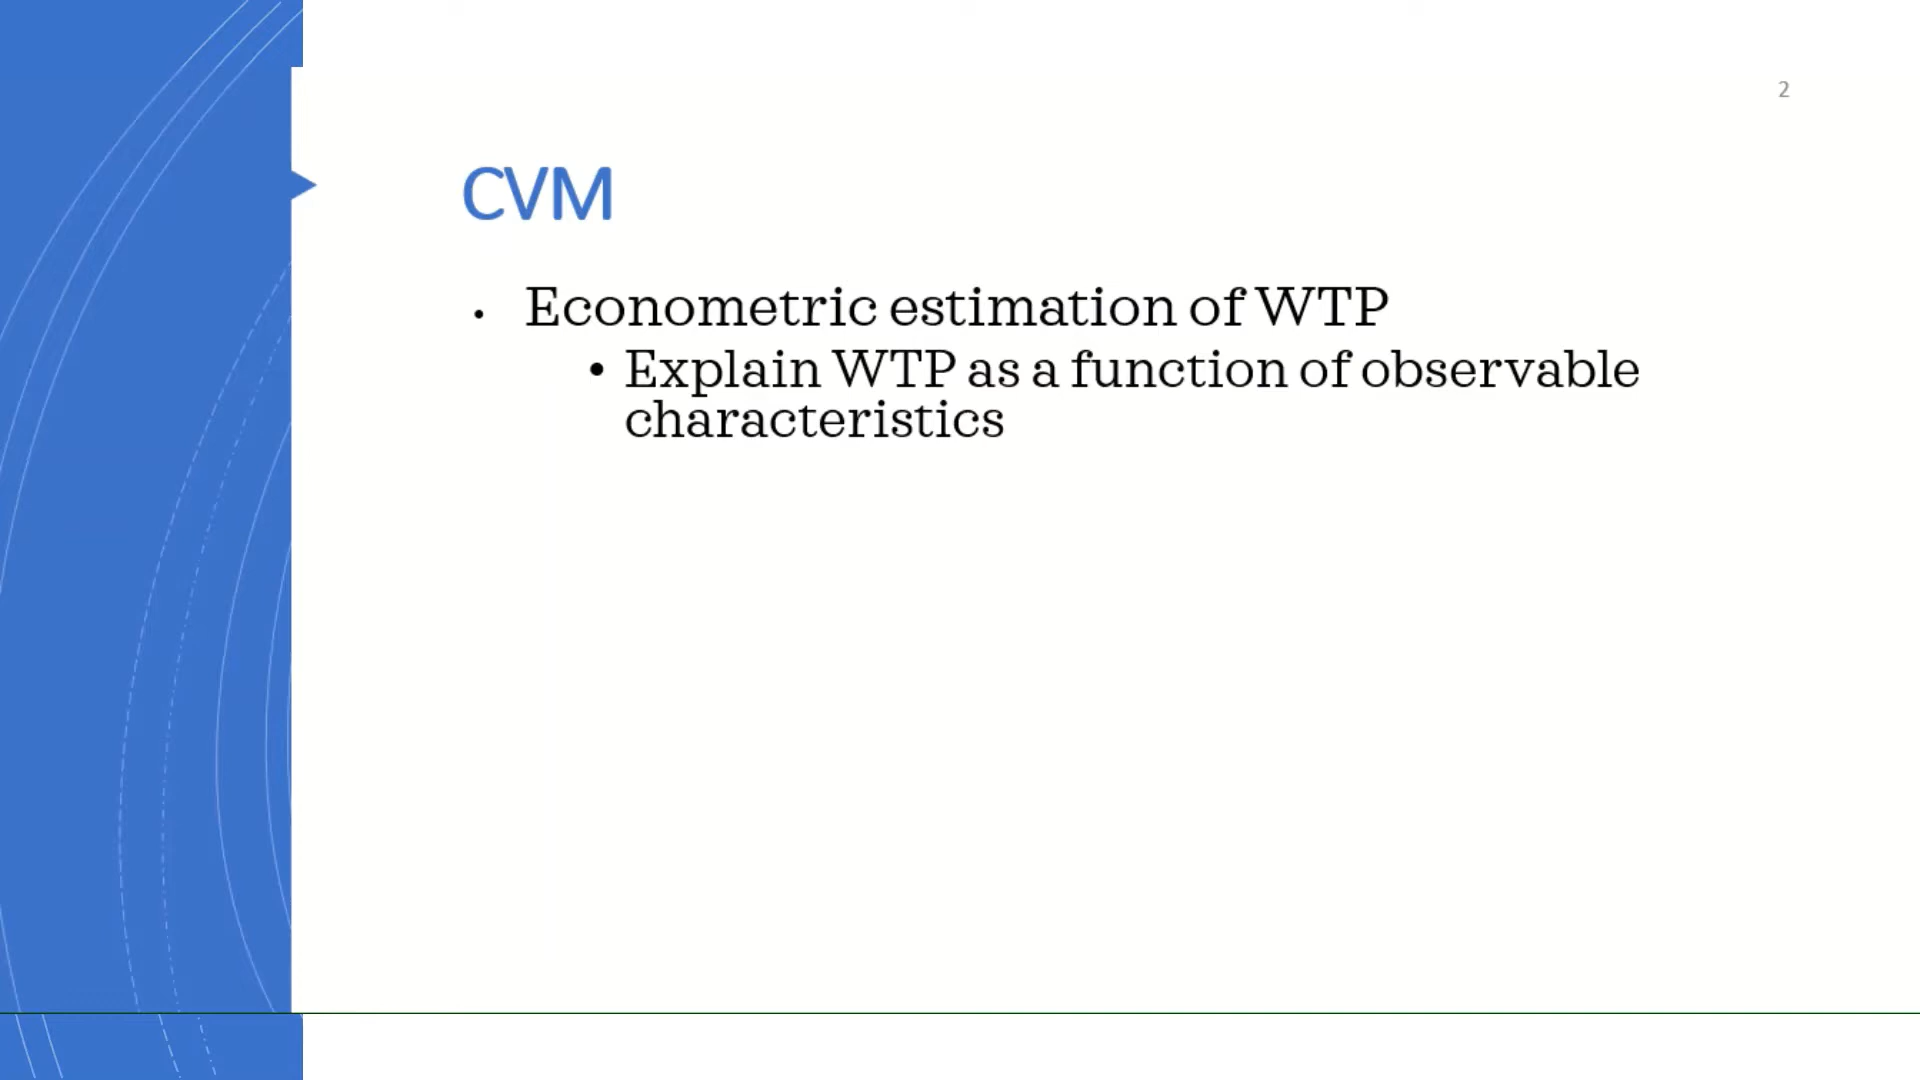 2
CVM
• Econometric estimation of WTP
• Explain WTP as a function of observable
characteristics